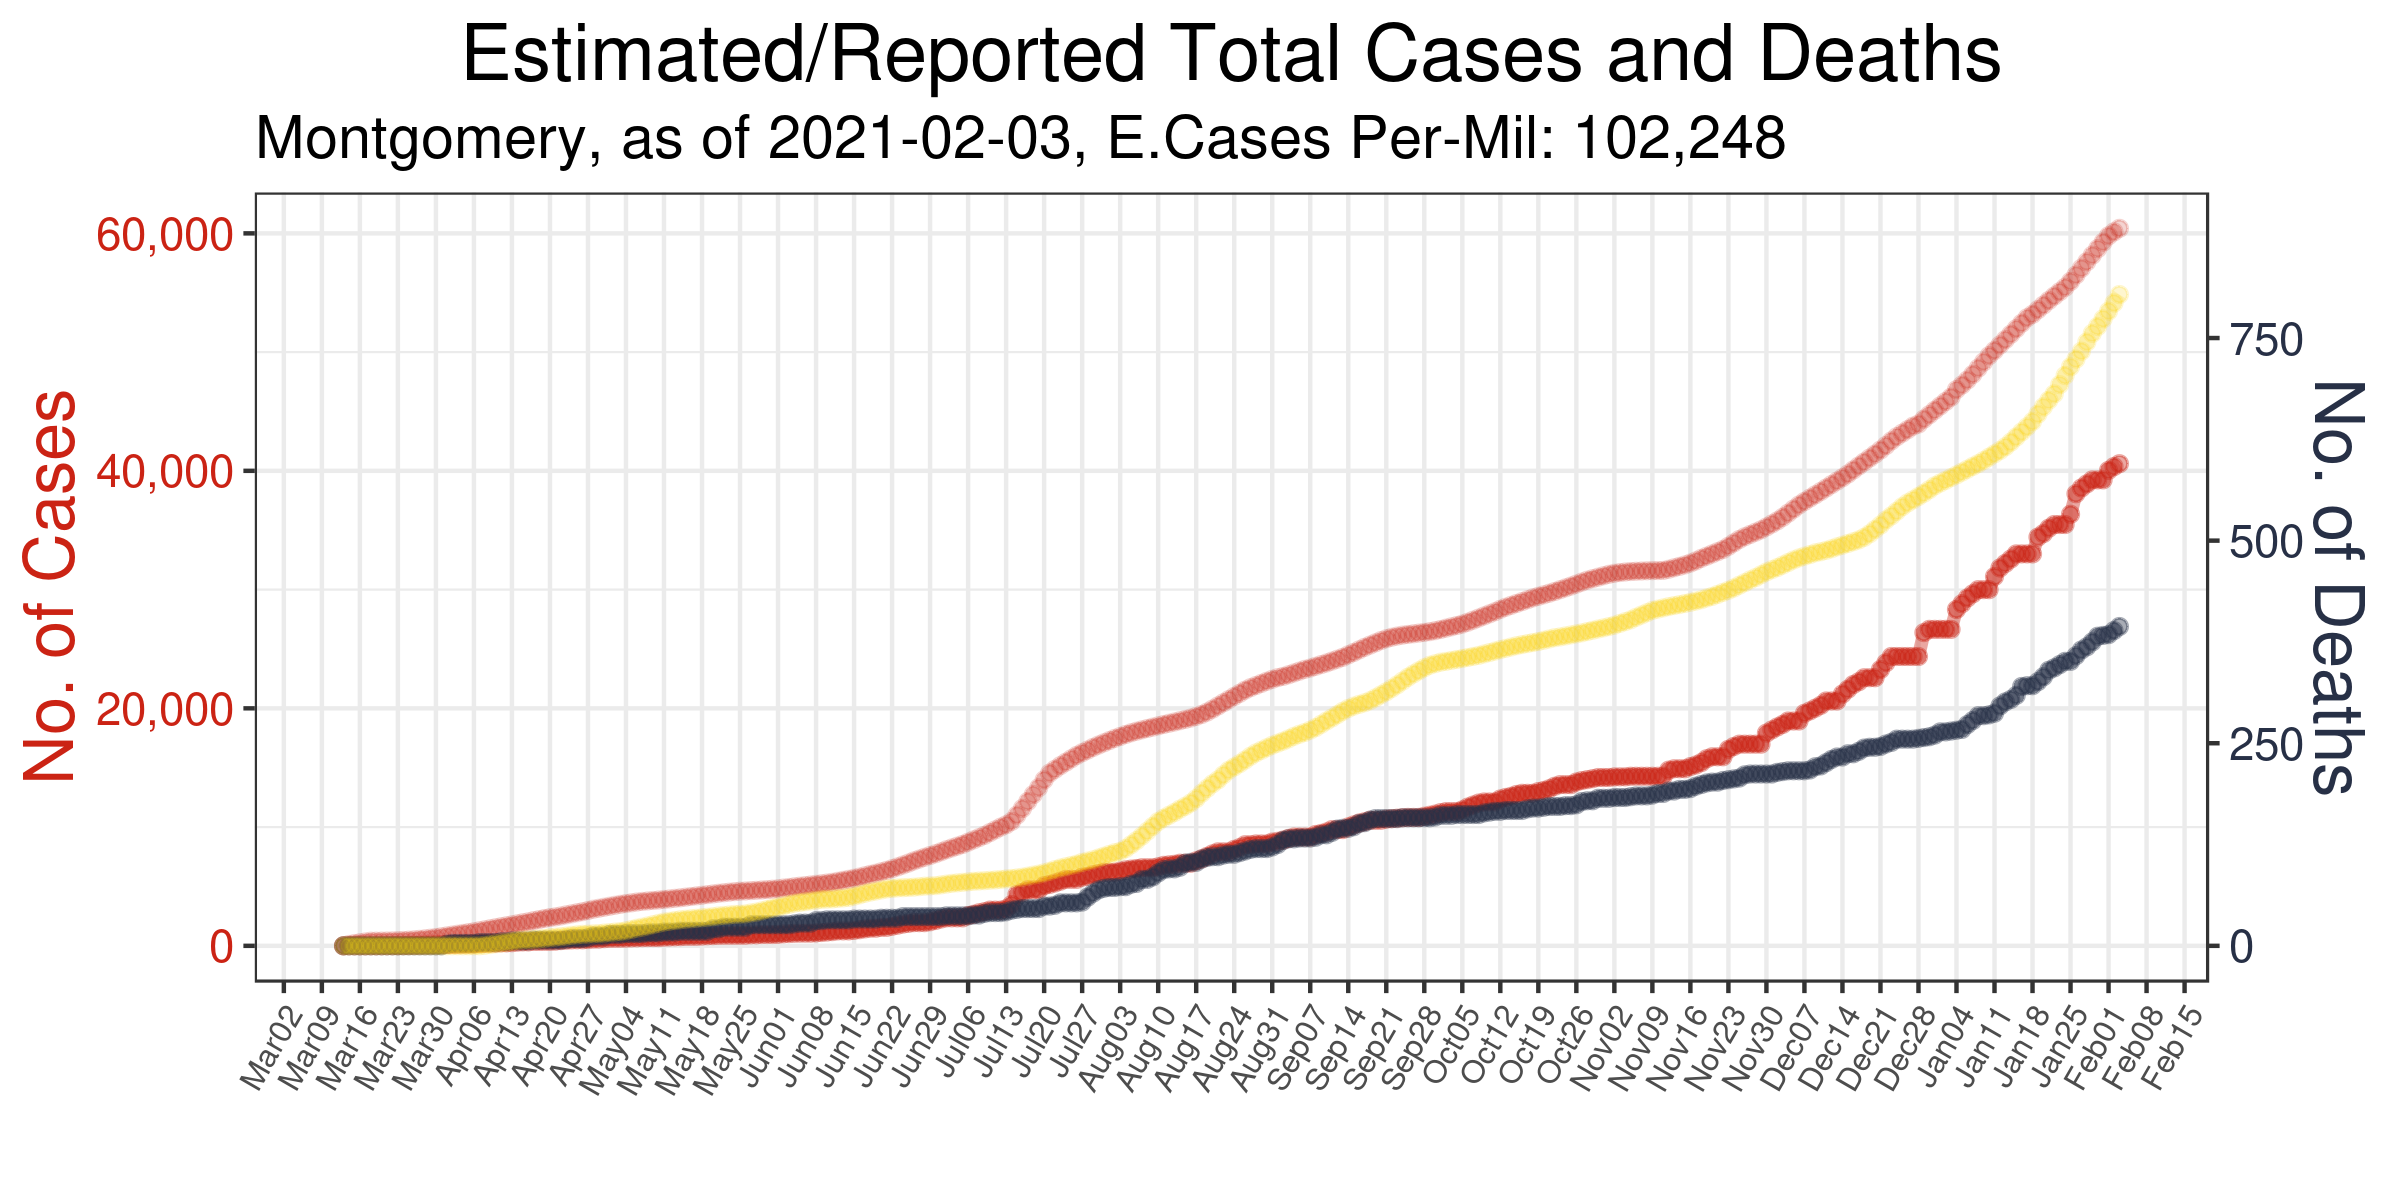 Estimated/Reported Total Cases and Deaths
Montgomery, as of 2021-02-03, E.Cases Per-Mil: 102,248
No. of Cases
60,000
40,000
20,000
0
No. of Deaths
750
500
250
0
Mar02 Mar09 Mar16 Mar23 Mar30 Apr06 Apr13 Apr20 Apr27 May04 May11 May18 May25 Jun01 Jun08 Jun15 Jun22 Jun29 Jul06 Jul13 Jul20 Jul27 Aug03 Aug10 Aug17 Aug24 Aug31 Sep07 Sep14 Sep21 Sep28 Oct05 Oct12 Oct19 Oct26 Nov02 Nov09 Nov16 Nov23 Nov30 Dec07 Dec14 Dec21 Dec28 Jan04 Jan11 Jan18 Jan25 Feb01 Feb08 Feb15